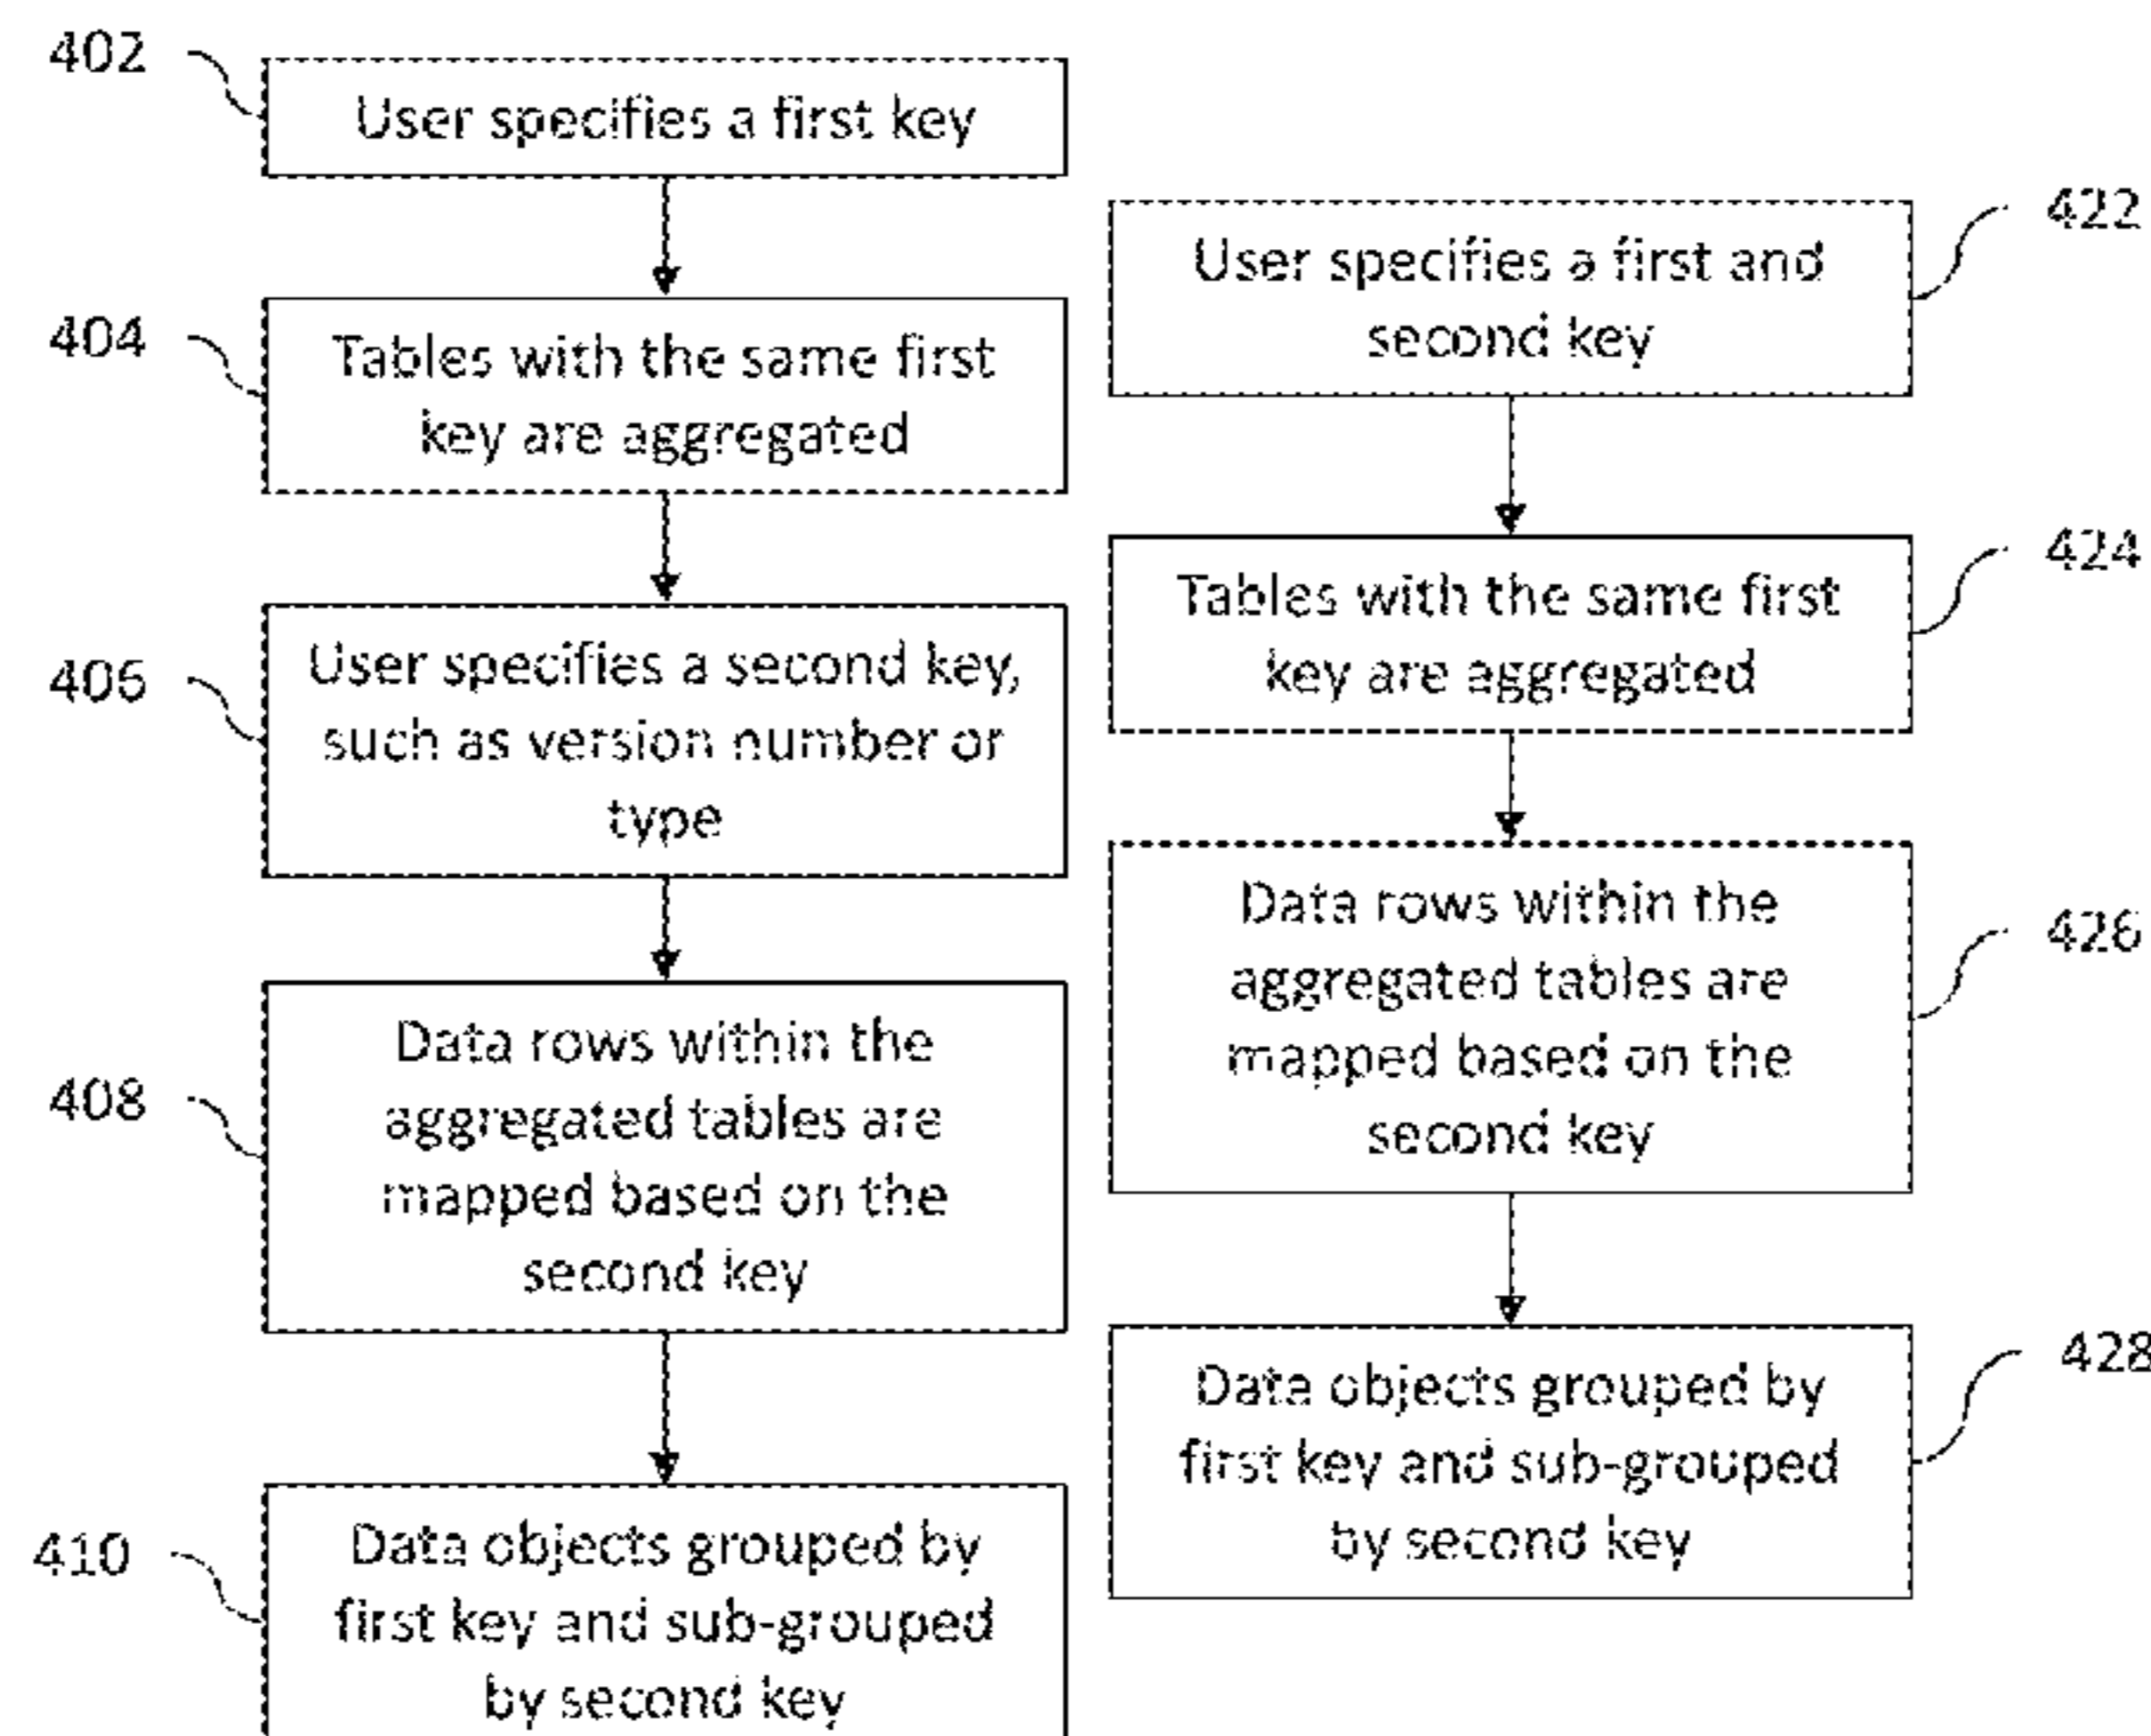 402
User specifies a first key
404
Tables with the same first
key are aggregated
406
User specifies a second key,
such as version number or
type
408
Data rows within the
aggregated tables are
mapped based on the
second key
410
Data objects grouped by
first key and sub-grouped
by second key
422
User specifies a first and
second key
424
Tables with the same first
key are aggregated
426
Data rows within the
aggregated tables are
mapped based on the
second key
428
Data objects grouped by
first key and sub-grouped
by second key